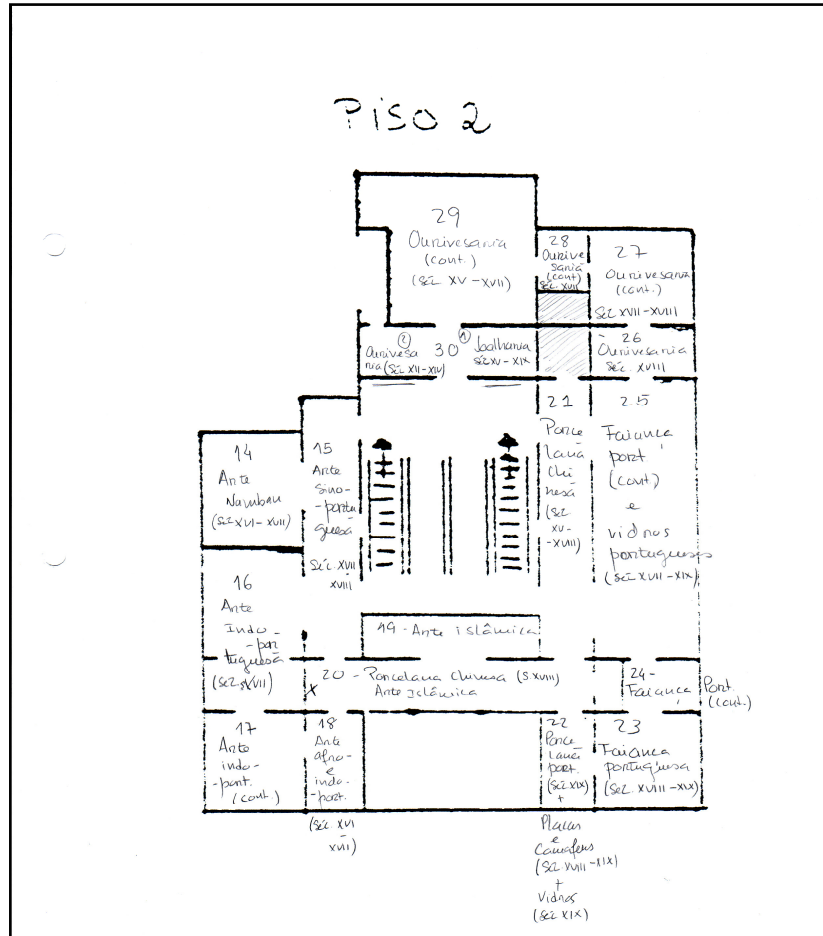 PISO 2
29
Ourivesaria
(cont.)
(séc XV - XVII)
28
Ourive
saria
(cont)
séc. XVII
27
Ourivesaria
(cont.)
séc XVII - XVIII
2
Ourivesa
ria (séc XII-XIV)
30
1
Joalharia
séc XV - XIX
26
Ourivesaria
séc. XVIII
14
Arte
Namban
(séc XVI - XVII)
15
Arte
Sino-
-portu
guesa
Séc. XVII
XVIII
21
Porce
lana
Chi
nesa
(séc
XV-
-XVIII)
25
Faiança
port.
(cont)
e
vidros
portugueses
(séc XVII - XIX)
16
Arte
Indo-
-por
tuguesa
(séc. XVII)
19 - Arte islâmica
20 - Porcelana chinesa (S. XVIII)
Arte Islâmica
X
24 -
Faiança
Port.
(cont.)
17
Arte
indo-
-port.
(cont.)
18
Arte
afro-
e
indo-
-port.
(séc. XVI
XVII)
22
Porce
lana
port.
(séc XIX)
+
Placas
e
Camafeus
(séc XVIII - XIX)
+
Vidros
(séc XIX)
23
Faiança
portuguesa
(séc. XVIII - XIX)